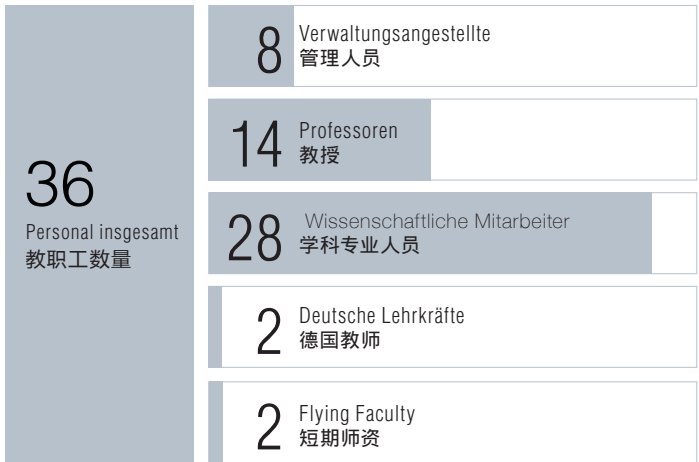 36
Personal insgesamt
教职工数量
8
Verwaltungsangestellte
管理人员
14
Professoren
教授
28
Wissenschaftliche Mitarbeiter
学科专业人员
2
Deutsche Lehrkräfte
德国教师
2
Flying Faculty
短期师资